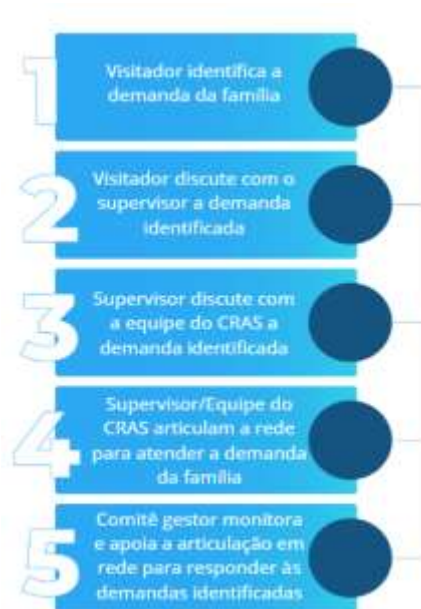 1
Visitador identifica a
demanda da família
2
Visitador discute com o
supervisor a demanda
identificada
3
Supervisor discute com
a equipe do CRAS a
demanda identificada
4
Supervisor/Equipe do
CRAS articulam a rede
para atender a demanda
da família
5
Comitê gestor monitora
e apoia a articulação em
rede para responder às
demandas identificadas